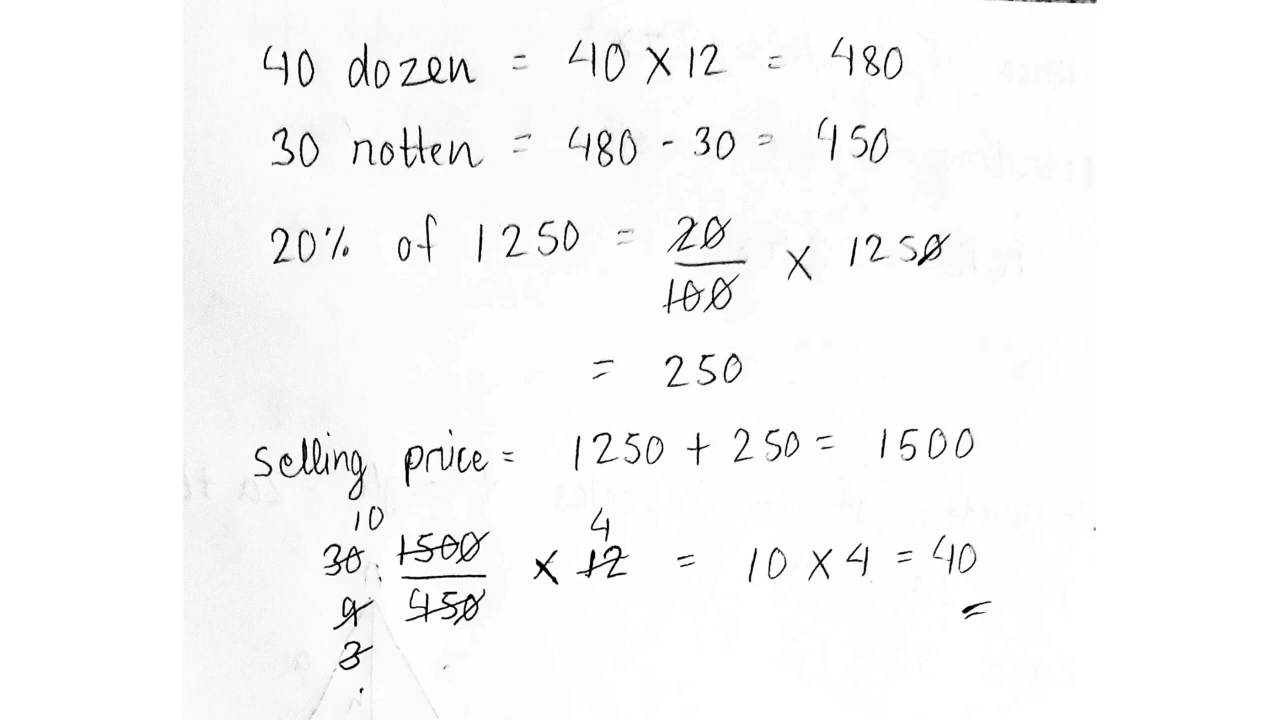 40 dozen = 40 X 12 = 480
30 rotten = 480 - 30 = 450
20% of 1250 = 20/100 X 1250
= 250
Selling price = 1250 + 250 = 1500
10 4
30 1500/450 X 12 = 10 X 4 = 40
9
3